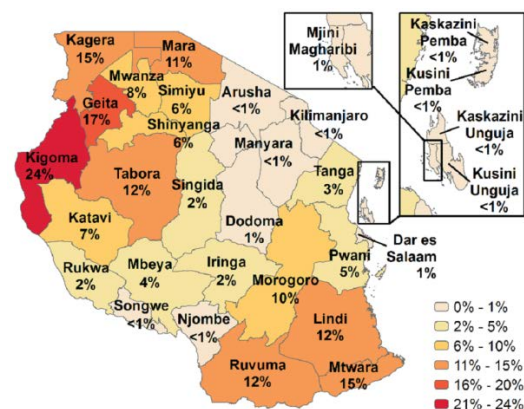 Kagera
15%
Mara
11%
Mwanza
8%
Simiyu
6%
Geita
17%
Shinyanga
6%
Arusha
<1%
Kilimanjaro
<1%
Manyara
<1%
Kigoma
24%
Tabora
12%
Singida
2%
Tanga
3%
Dodoma
1%
Katavi
7%
Rukwa
2%
Mbeya
4%
Iringa
2%
Morogoro
10%
Pwani
5%
Dar es
Salaam
1%
Songwe
<1%
Njombe
<1%
Lindi
12%
Ruvuma
12%
Mtwara
15%
Mjini
Magharibi
1%
Kaskazini
Pemba
<1%
Kusini
Pemba
<1%
Kaskazini
Unguja
<1%
Kusini
Unguja
<1%
0% - 1%
2% - 5%
6% - 10%
11% - 15%
16% - 20%
21% - 24%